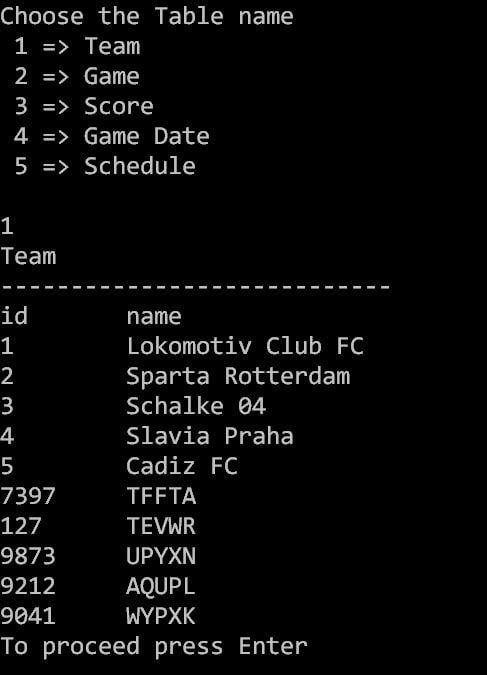 Choose the Table name
1 => Team
2 => Game
3 => Score
4 => Game Date
5 => Schedule
1
Team
----------------------------
id name
1 Lokomotiv Club FC
2 Sparta Rotterdam
3 Schalke 04
4 Slavia Praha
5 Cadiz FC
7397 TFFTA
127 TEVWR
9873 UPYXN
9212 AQUPL
9041 WYPXK
To proceed press Enter